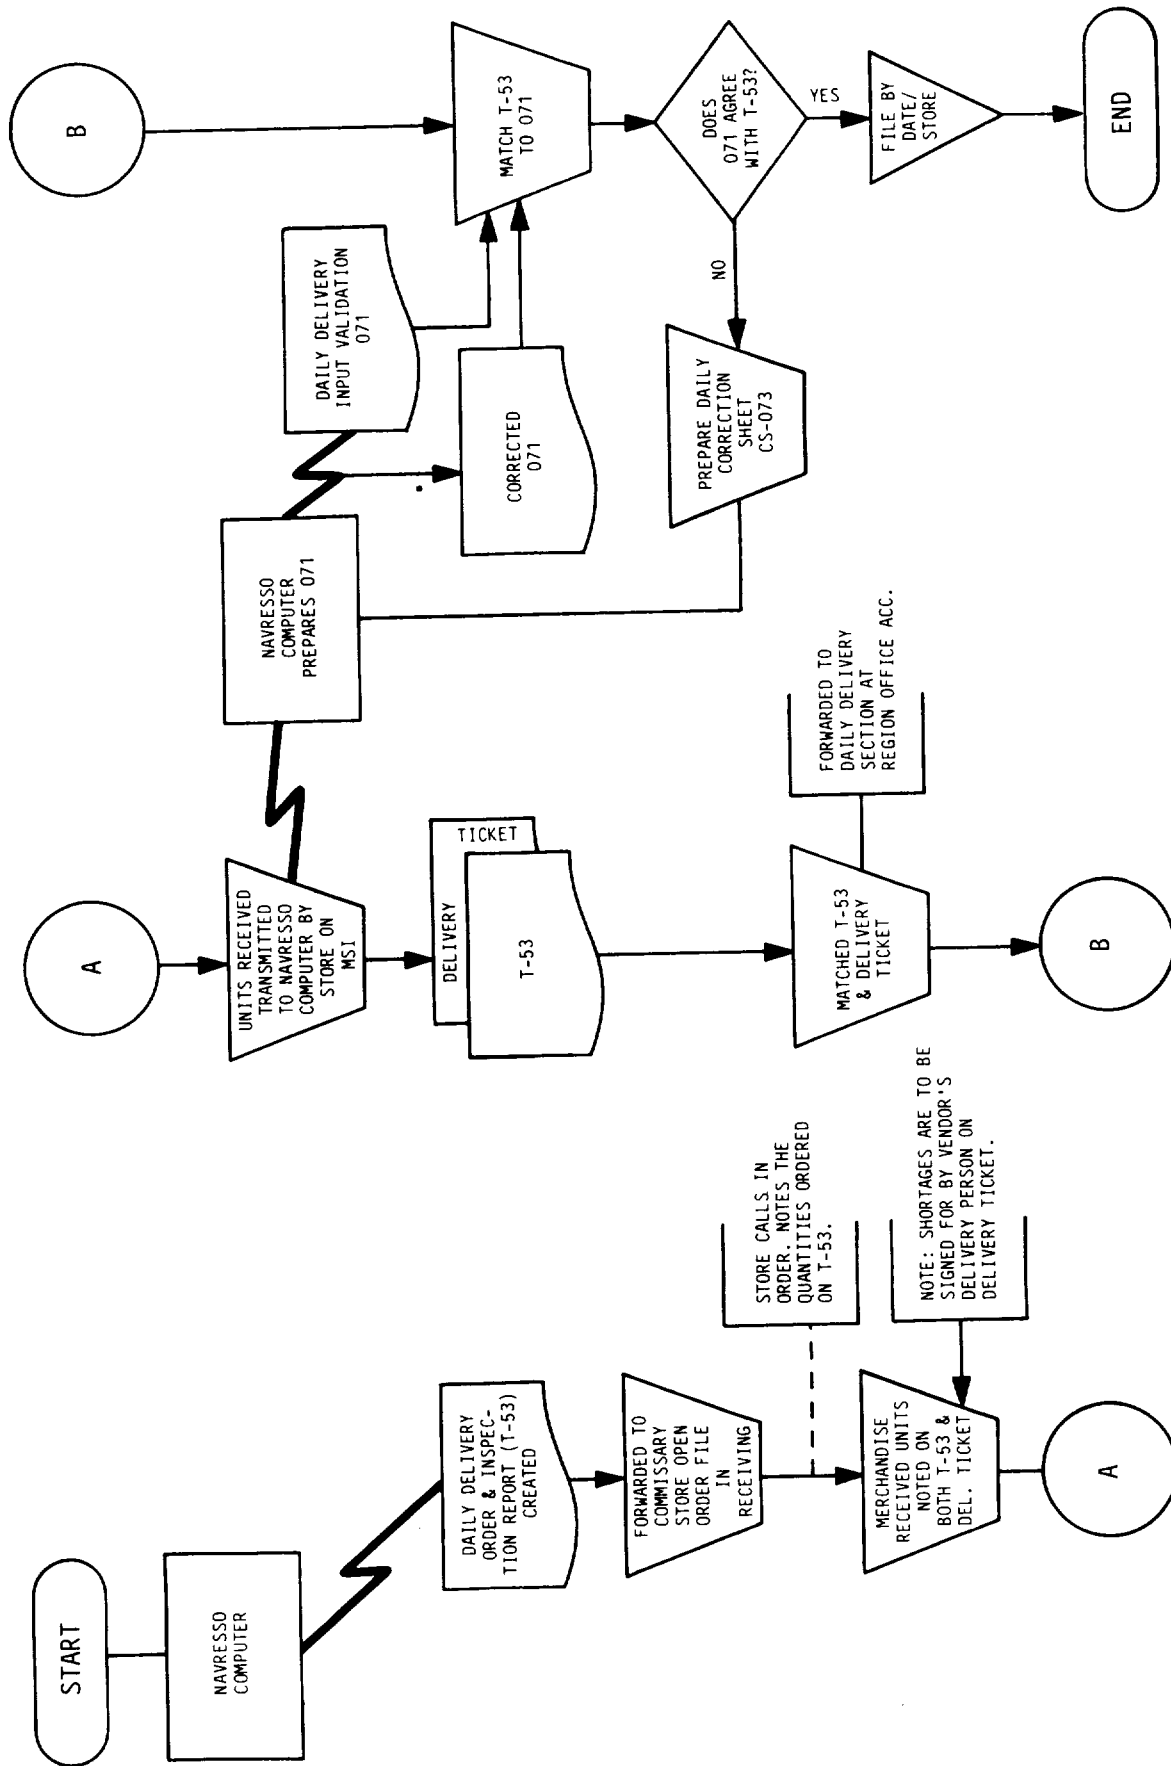 START
NAVRESSO
COMPUTER
DAILY DELIVERY
ORDER & INSPEC-
TION REPORT (T-53)
CREATED
FORWARDED TO
COMMISSARY
STORE OPEN
ORDER FILE
IN
RECEIVING
STORE CALLS IN
ORDER. NOTES THE
QUANTITIES ORDERED
ON T-53.
MERCHANDISE
RECEIVED UNITS
NOTED ON
BOTH T-53 &
DEL. TICKET
NOTE: SHORTAGES ARE TO BE
SIGNED FOR BY VENDOR'S
DELIVERY PERSON ON
DELIVERY TICKET.
A
A
UNITS RECEIVED
TRANSMITTED
TO NAVRESSO
COMPUTER BY
STORE ON
MSI
DELIVERY TICKET
T-53
MATCHED T-53
& DELIVERY
TICKET
FORWARDED TO
DAILY DELIVERY
SECTION AT
REGION OFFICE ACC.
B
NAVRESSO
COMPUTER
PREPARES 071
DAILY DELIVERY
INPUT VALIDATION
071
CORRECTED
071
B
MATCH T-53
TO 071
DOES
071 AGREE
WITH T-53?
NO
PREPARE DAILY
CORRECTION
SHEET
CS-073
YES
FILE BY
DATE/
STORE
END